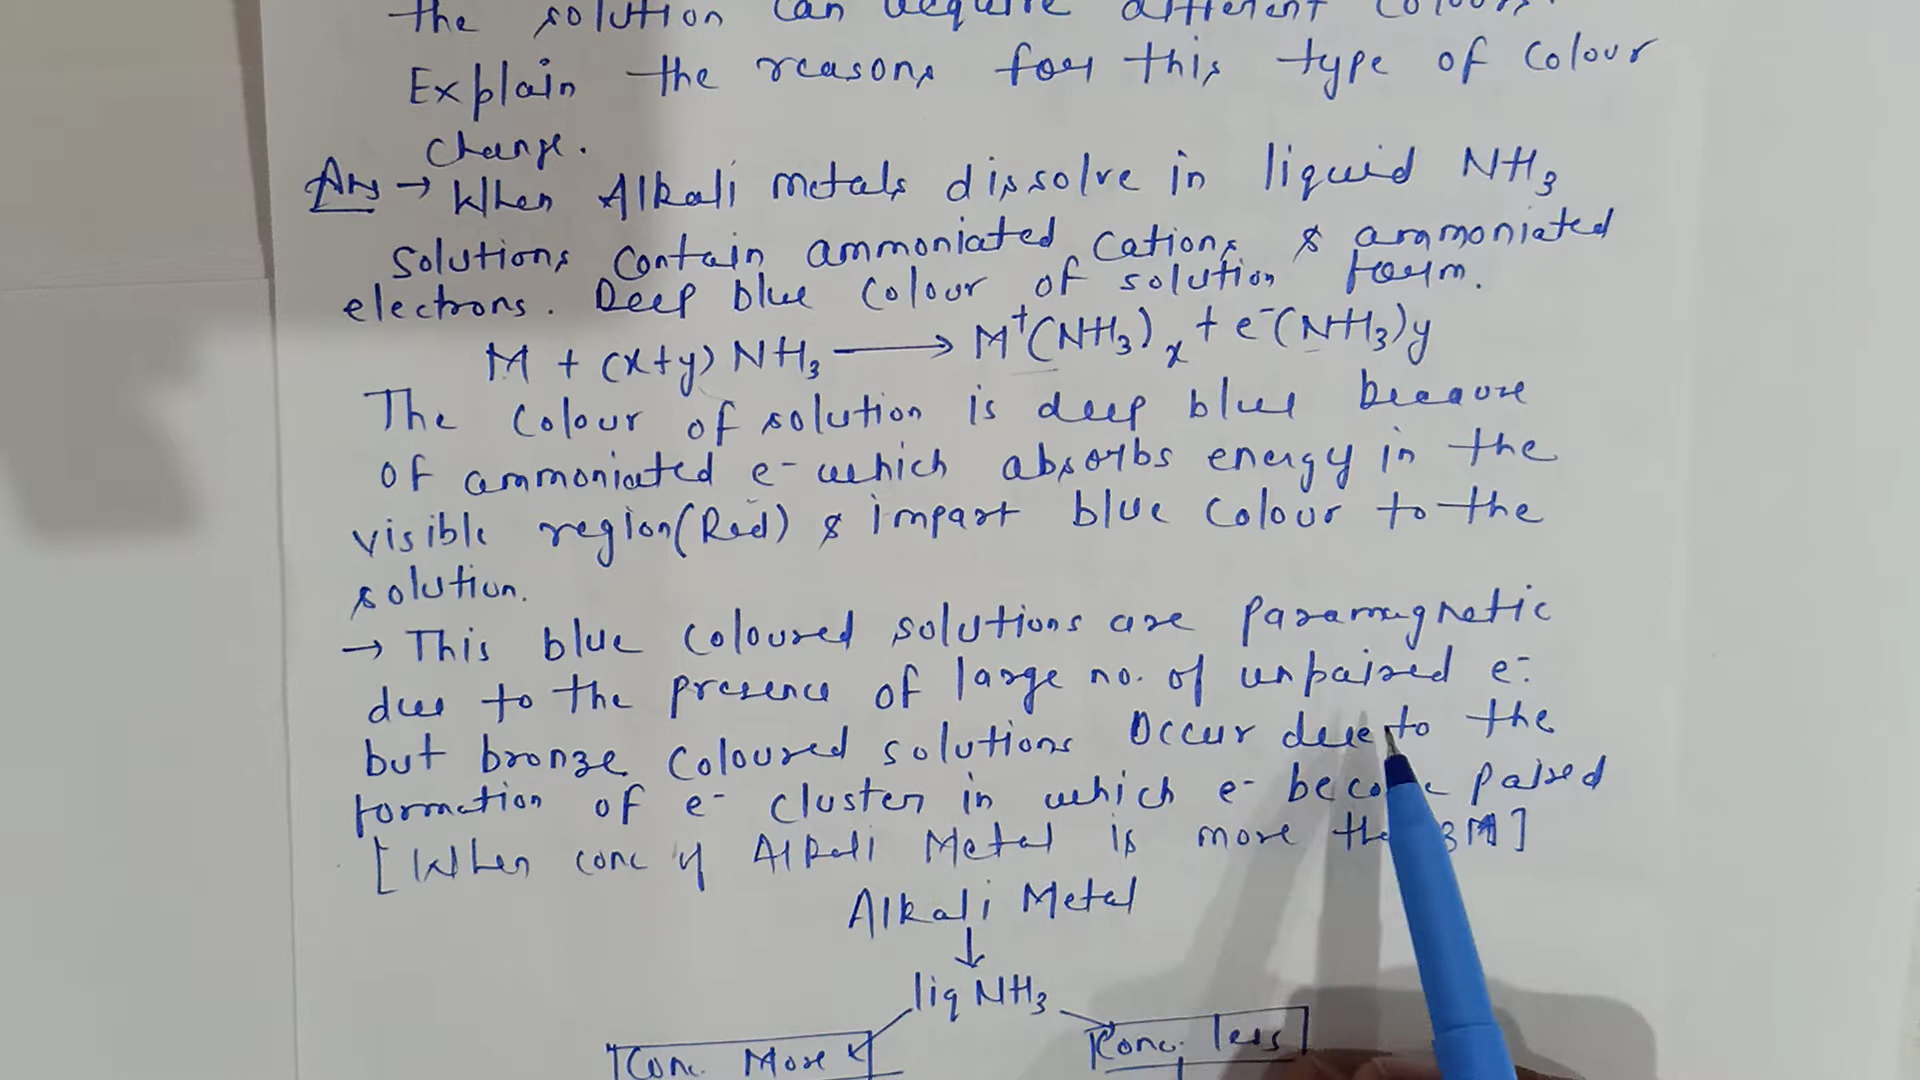 the solution can acquire different colours.
Explain the reasons for this type of colour
change.
Ans → When Alkali metals dissolve in liquid NH3
solutions contain ammoniated cations & ammoniated
electrons. Deep blue colour of solution form.
M + (x+y) NH3 ⟶ M+(NH3)x + e-(NH3)y
The colour of solution is deep blue because
of ammoniated e- which absorbs energy in the
visible region(Red) & impart blue colour to the
solution.
→ This blue coloured solutions are paramagnetic
due to the presence of large no. of unpaired e-.
but bronze coloured solutions occur due to the
formation of e- cluster in which e- become paired
[When conc of Alkali Metal is more than 3M]
Alkali Metal
↓
liq NH3
Conc. More
Conc. less